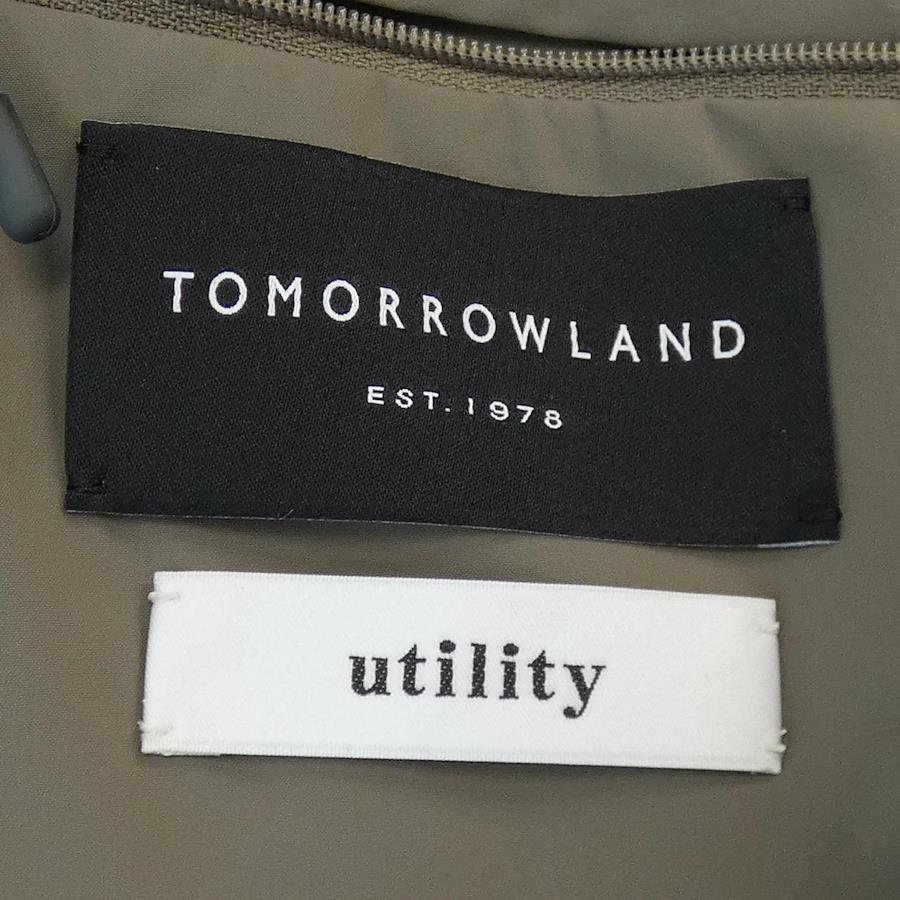 TOMORROWLAND
EST. 1978
utility